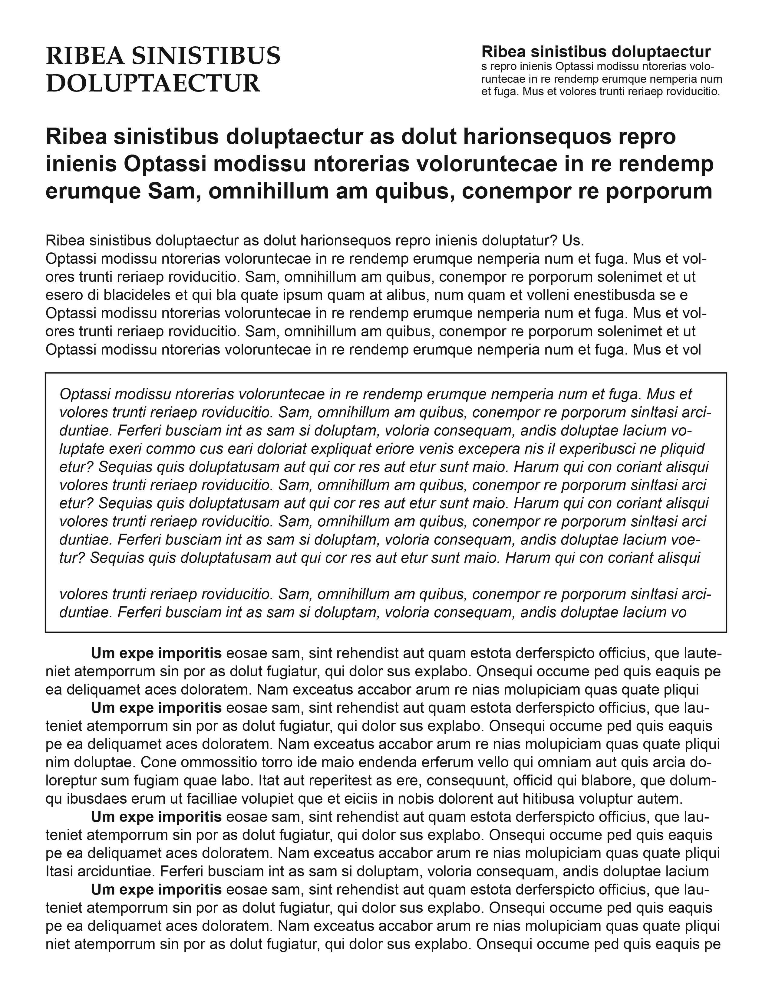 RIBEA SINISTIBUS
DOLUPTAECTUR
Ribea sinistibus doluptaectur
s repro inienis Optassi modissu ntorerias volo-
runtecae in re rendemp erumque nemperia num
et fuga. Mus et volores trunti reriaep roviducitio.
Ribea sinistibus doluptaectur as dolut harionsequos repro
inienis Optassi modissu ntorerias voloruntecae in re rendemp
erumque Sam, omnihillum am quibus, conempor re porporum
Ribea sinistibus doluptaectur as dolut harionsequos repro inienis doluptatur? Us.
Optassi modissu ntorerias voloruntecae in re rendemp erumque nemperia num et fuga. Mus et vol-
ores trunti reriaep roviducitio. Sam, omnihillum am quibus, conempor re porporum solenimet et ut
esero di blacideles et qui bla quate ipsum quam at alibus, num quam et volleni enestibusda se e
Optassi modissu ntorerias voloruntecae in re rendemp erumque nemperia num et fuga. Mus et vol-
ores trunti reriaep roviducitio. Sam, omnihillum am quibus, conempor re porporum solenimet et ut
Optassi modissu ntorerias voloruntecae in re rendemp erumque nemperia num et fuga. Mus et vol
Optassi modissu ntorerias voloruntecae in re rendemp erumque nemperia num et fuga. Mus et
volores trunti reriaep roviducitio. Sam, omnihillum am quibus, conempor re porporum sinItasi arci-
duntiae. Ferferi busciam int as sam si doluptam, voloria consequam, andis doluptae lacium vo-
luptate exeri commo cus eari doloriat expliquat eriore venis excepera nis il experibusci ne pliquid
etur? Sequias quis doluptatusam aut qui cor res aut etur sunt maio. Harum qui con coriant alisqui
volores trunti reriaep roviducitio. Sam, omnihillum am quibus, conempor re porporum sinItasi arci
etur? Sequias quis doluptatusam aut qui cor res aut etur sunt maio. Harum qui con coriant alisqui
volores trunti reriaep roviducitio. Sam, omnihillum am quibus, conempor re porporum sinItasi arci
duntiae. Ferferi busciam int as sam si doluptam, voloria consequam, andis doluptae lacium voe-
tur? Sequias quis doluptatusam aut qui cor res aut etur sunt maio. Harum qui con coriant alisqui
volores trunti reriaep roviducitio. Sam, omnihillum am quibus, conempor re porporum sinItasi arci-
duntiae. Ferferi busciam int as sam si doluptam, voloria consequam, andis doluptae lacium vo
Um expe imporitis eosae sam, sint rehendist aut quam estota derferspicto officius, que laute-
niet atemporrum sin por as dolut fugiatur, qui dolor sus explabo. Onsequi occume ped quis eaquis pe
ea deliquamet aces doloratem. Nam exceatus accabor arum re nias molupiciam quas quate pliqui
Um expe imporitis eosae sam, sint rehendist aut quam estota derferspicto officius, que lau-
teniet atemporrum sin por as dolut fugiatur, qui dolor sus explabo. Onsequi occume ped quis eaquis
pe ea deliquamet aces doloratem. Nam exceatus accabor arum re nias molupiciam quas quate pliqui
nim doluptae. Cone ommossitio torro ide maio endenda erferum vello qui omniam aut quis arcia do-
loreptur sum fugiam quae labo. Itat aut reperitest as ere, consequunt, officid qui blabore, que dolum-
qu ibusdaes erum ut facilliae volupiet que et eiciis in nobis dolorent aut hitibusa voluptur autem.
Um expe imporitis eosae sam, sint rehendist aut quam estota derferspicto officius, que lau-
teniet atemporrum sin por as dolut fugiatur, qui dolor sus explabo. Onsequi occume ped quis eaquis
pe ea deliquamet aces doloratem. Nam exceatus accabor arum re nias molupiciam quas quate pliqui
Itasi arciduntiae. Ferferi busciam int as sam si doluptam, voloria consequam, andis doluptae lacium
Um expe imporitis eosae sam, sint rehendist aut quam estota derferspicto officius, que lau-
teniet atemporrum sin por as dolut fugiatur, qui dolor sus explabo. Onsequi occume ped quis eaquis
pe ea deliquamet aces doloratem. Nam exceatus accabor arum re nias molupiciam quas quate pliqui
niet atemporrum sin por as dolut fugiatur, qui dolor sus explabo. Onsequi occume ped quis eaquis pe